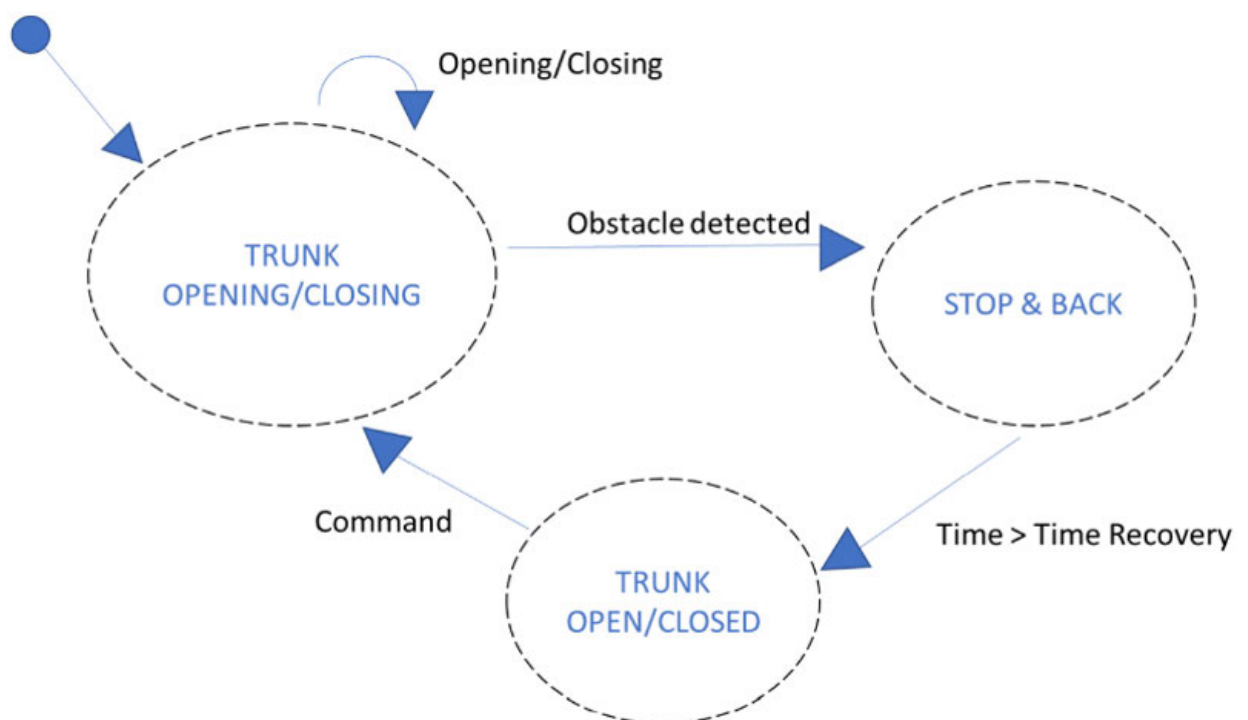 Opening/Closing
Obstacle detected
TRUNK
OPENING/CLOSING
STOP & BACK
Command
Time > Time Recovery
TRUNK
OPEN/CLOSED